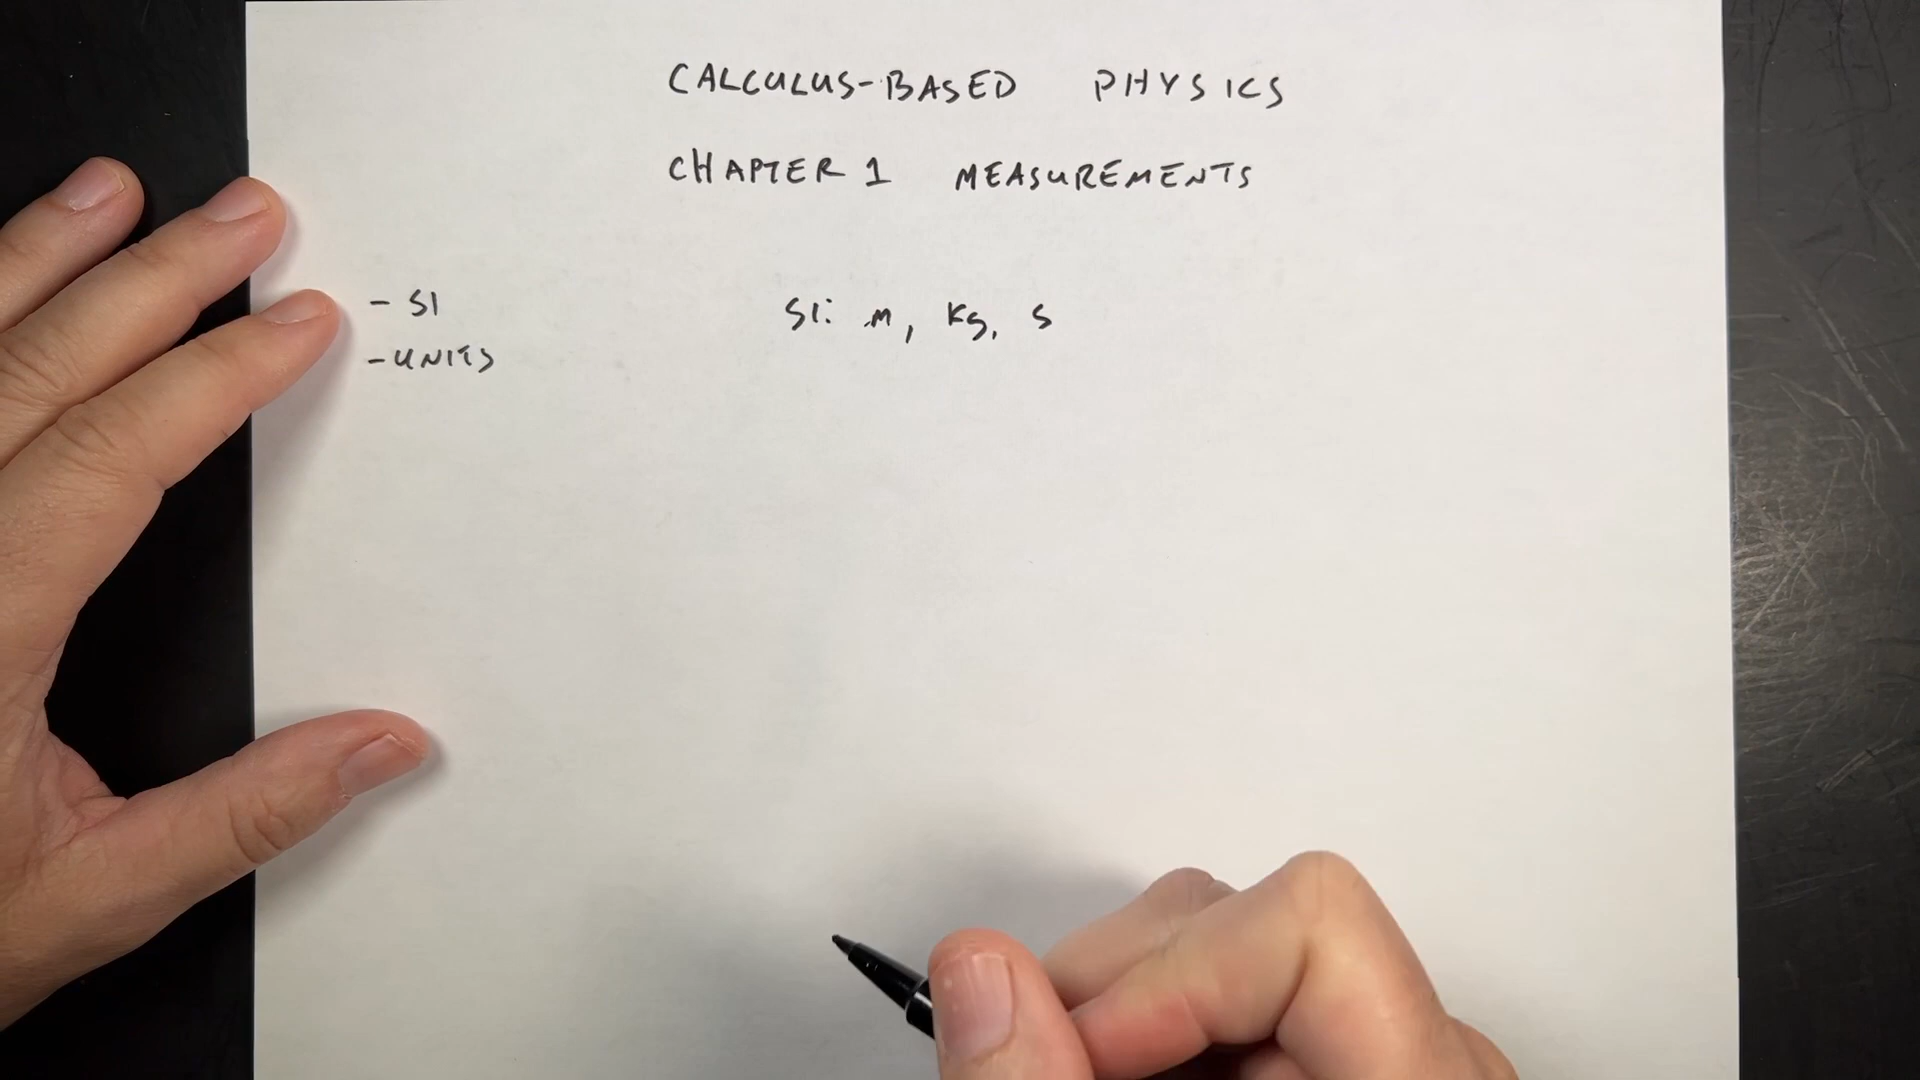 CALCULUS-BASED PHYSICS
CHAPTER 1 MEASUREMENTS
- SI
- UNITS
SI: m, kg, s